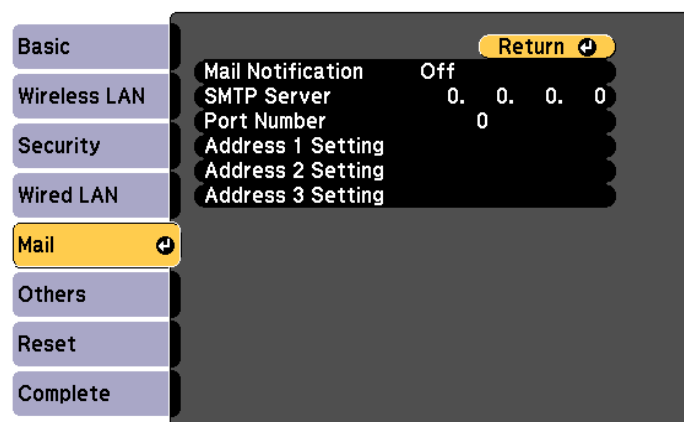 Basic
Wireless LAN
Security
Wired LAN
Mail
Others
Reset
Complete
Return
Mail Notification Off
SMTP Server 0. 0. 0. 0
Port Number 0
Address 1 Setting
Address 2 Setting
Address 3 Setting